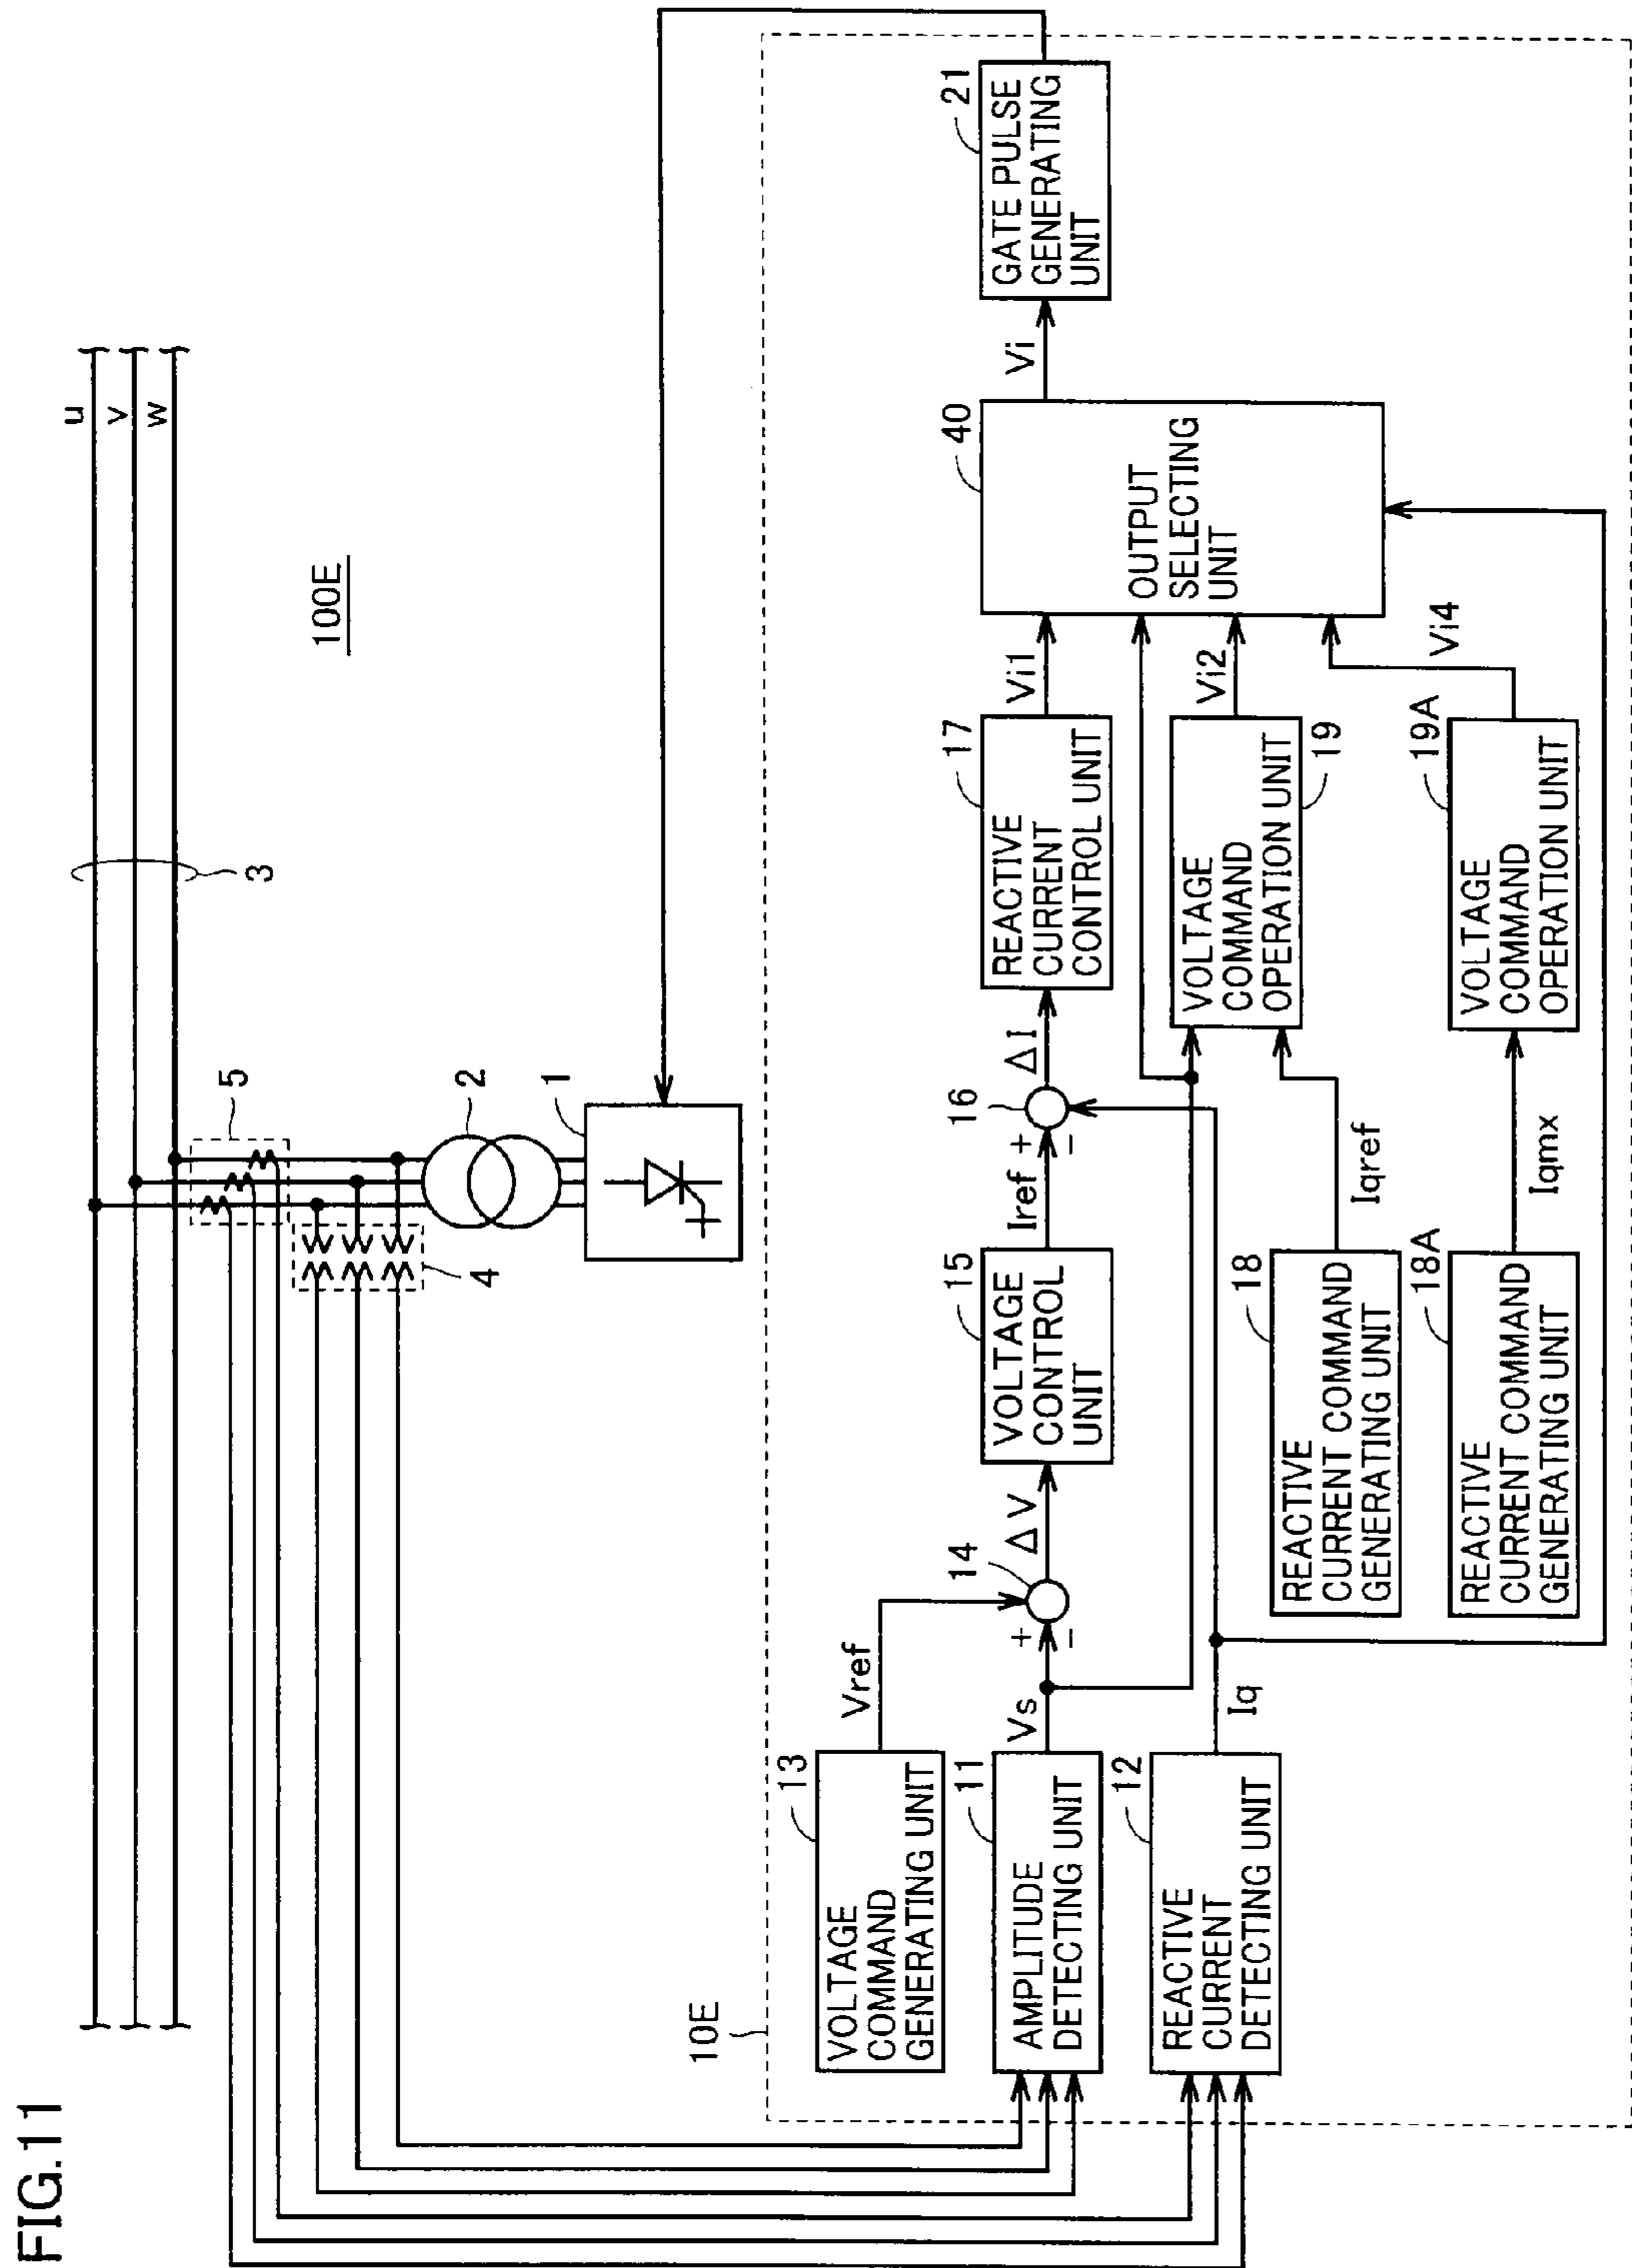 FIG.11
100E
u
v
w
3
5
2
1
4
10E
13
VOLTAGE
COMMAND
GENERATING UNIT
Vref
11
AMPLITUDE
DETECTING UNIT
Vs
12
REACTIVE
CURRENT
DETECTING UNIT
Iq
14
+
−
ΔV
15
VOLTAGE
CONTROL
UNIT
Iref
16
+
−
ΔI
17
REACTIVE
CURRENT
CONTROL UNIT
Vi1
18
REACTIVE
CURRENT COMMAND
GENERATING UNIT
Iqref
VOLTAGE
COMMAND
OPERATION UNIT
19
Vi2
18A
REACTIVE
CURRENT COMMAND
GENERATING UNIT
Iqmx
19A
VOLTAGE
COMMAND
OPERATION UNIT
Vi4
40
OUTPUT
SELECTING
UNIT
Vi
21
GATE PULSE
GENERATING
UNIT